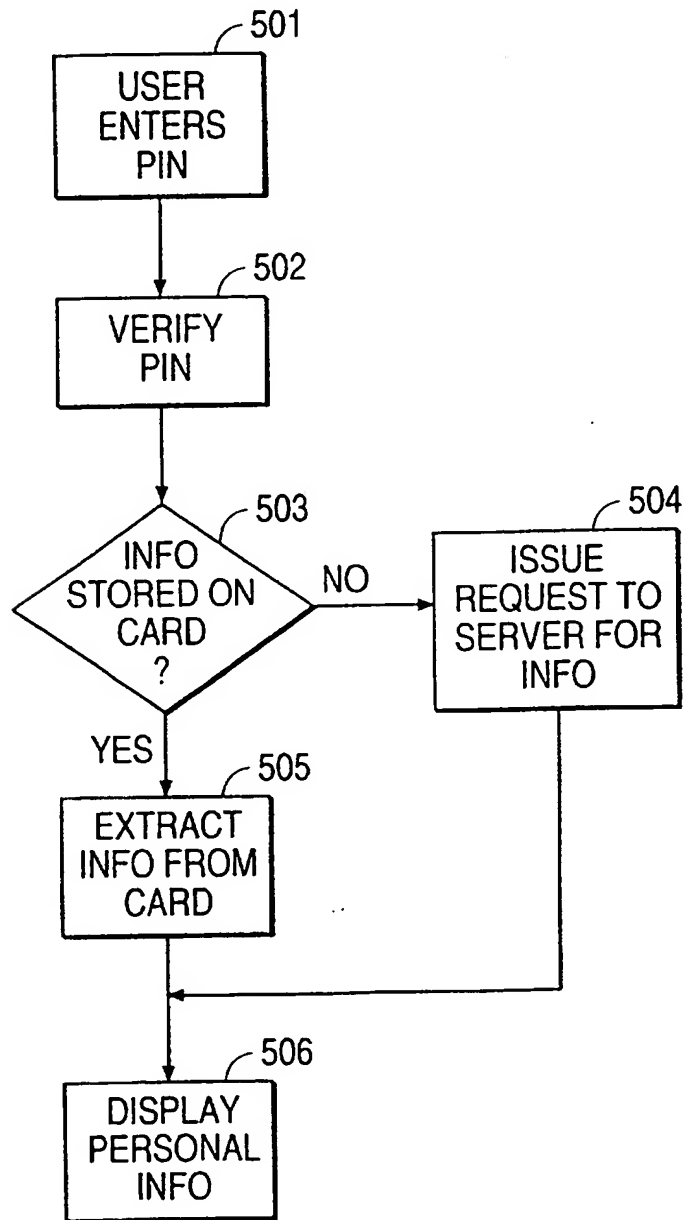 501
USER
ENTERS
PIN
502
VERIFY
PIN
503
INFO
STORED ON
CARD
?
NO
504
ISSUE
REQUEST TO
SERVER FOR
INFO
YES
505
EXTRACT
INFO FROM
CARD
506
DISPLAY
PERSONAL
INFO